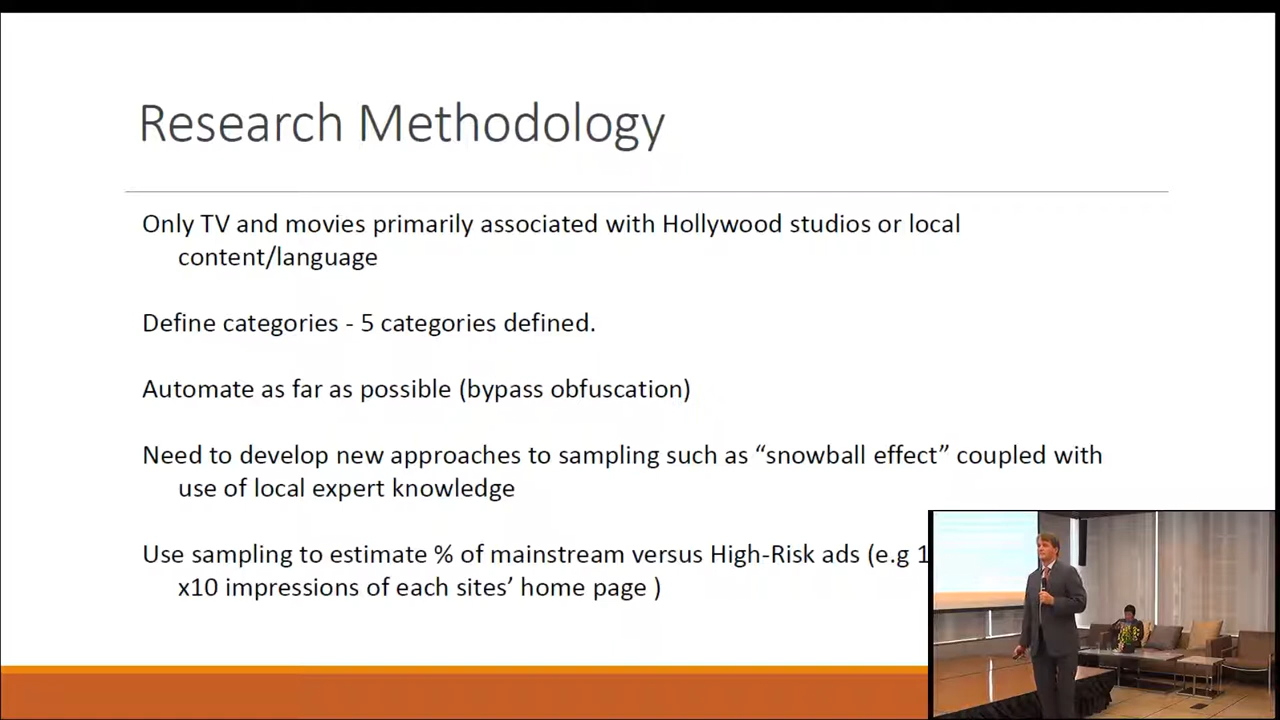 Research Methodology
Only TV and movies primarily associated with Hollywood studios or local
content/language
Define categories - 5 categories defined.
Automate as far as possible (bypass obfuscation)
Need to develop new approaches to sampling such as “snowball effect” coupled with
use of local expert knowledge
Use sampling to estimate % of mainstream versus High-Risk ads (e.g
x10 impressions of each sites’ home page )